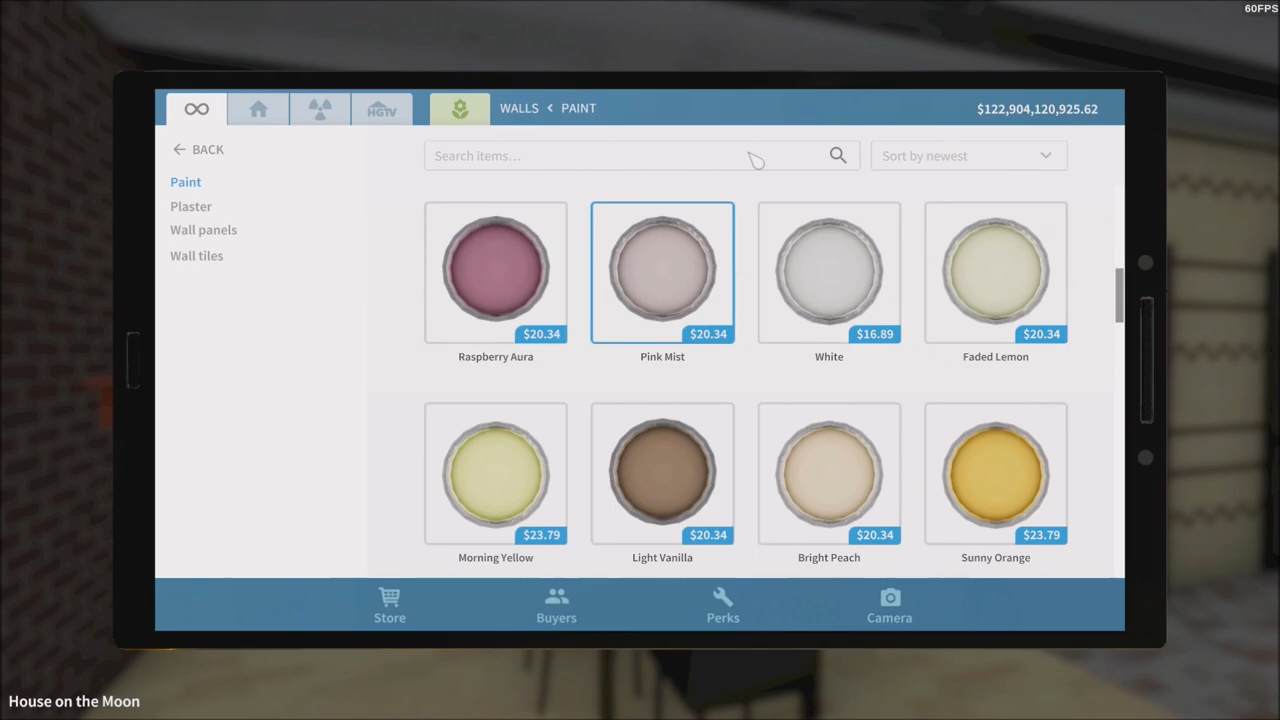 60FPS
HGTV
WALLS < PAINT
$122,904,120,925.62
BACK
Search items...
Sort by newest
Paint
Plaster
Wall panels
Wall tiles
$20.34
$20.34
$16.89
$20.34
Raspberry Aura
Pink Mist
White
Faded Lemon
$23.79
$20.34
$20.34
$23.79
Morning Yellow
Light Vanilla
Bright Peach
Sunny Orange
Store
Buyers
Perks
Camera
House on the Moon